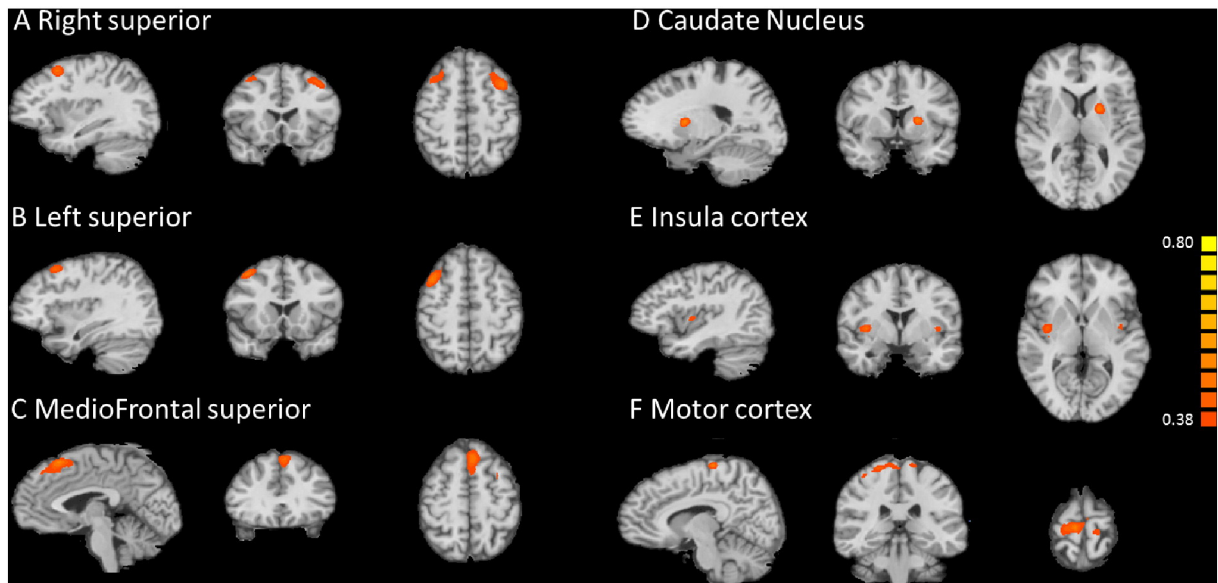 A Right superior
D Caudate Nucleus
B Left superior
E Insula cortex
0.80
0.38
C MedioFrontal superior
F Motor cortex